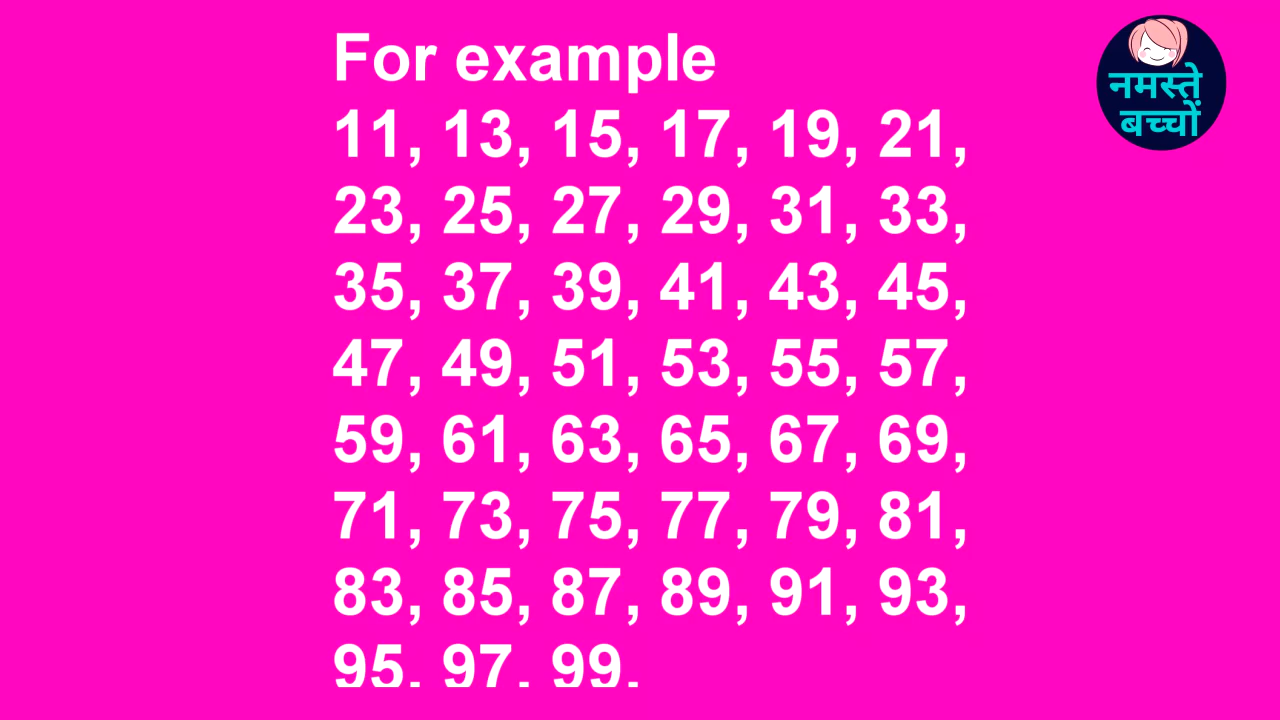 For example
11, 13, 15, 17, 19, 21,
23, 25, 27, 29, 31, 33,
35, 37, 39, 41, 43, 45,
47, 49, 51, 53, 55, 57,
59, 61, 63, 65, 67, 69,
71, 73, 75, 77, 79, 81,
83, 85, 87, 89, 91, 93,
95, 97, 99,
नमस्ते
बच्चों